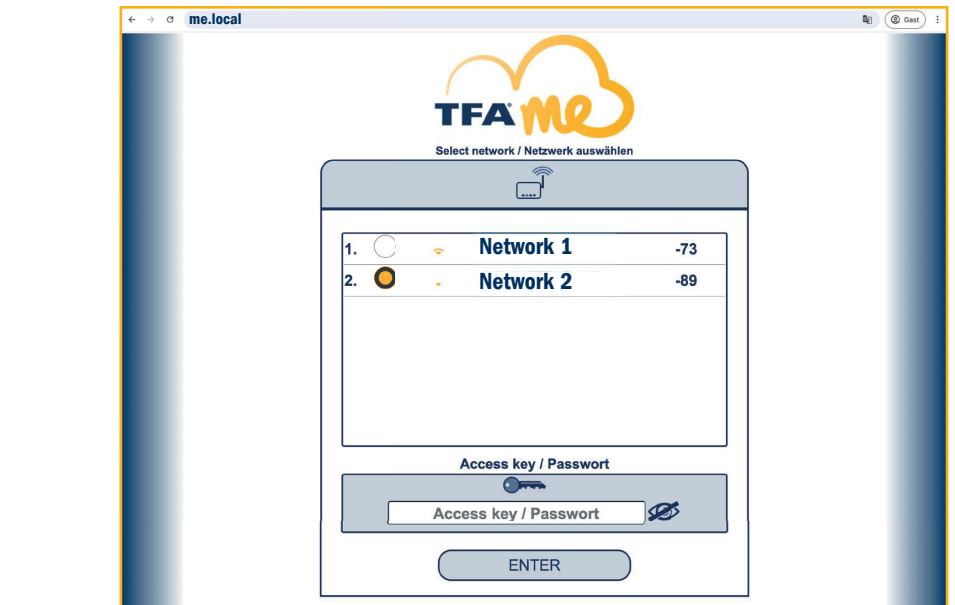 me.local
Gast
TFA me
Select network / Netzwerk auswählen
1. Network 1 -73
2. Network 2 -89
Access key / Passwort
Access key / Passwort
ENTER